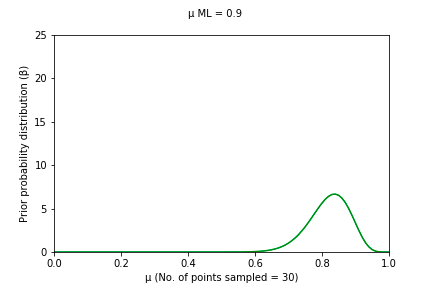 μ ML = 0.9
Prior probability distribution (β)
25
20
15
10
5
0
0.0 0.2 0.4 0.6 0.8 1.0
μ (No. of points sampled = 30)